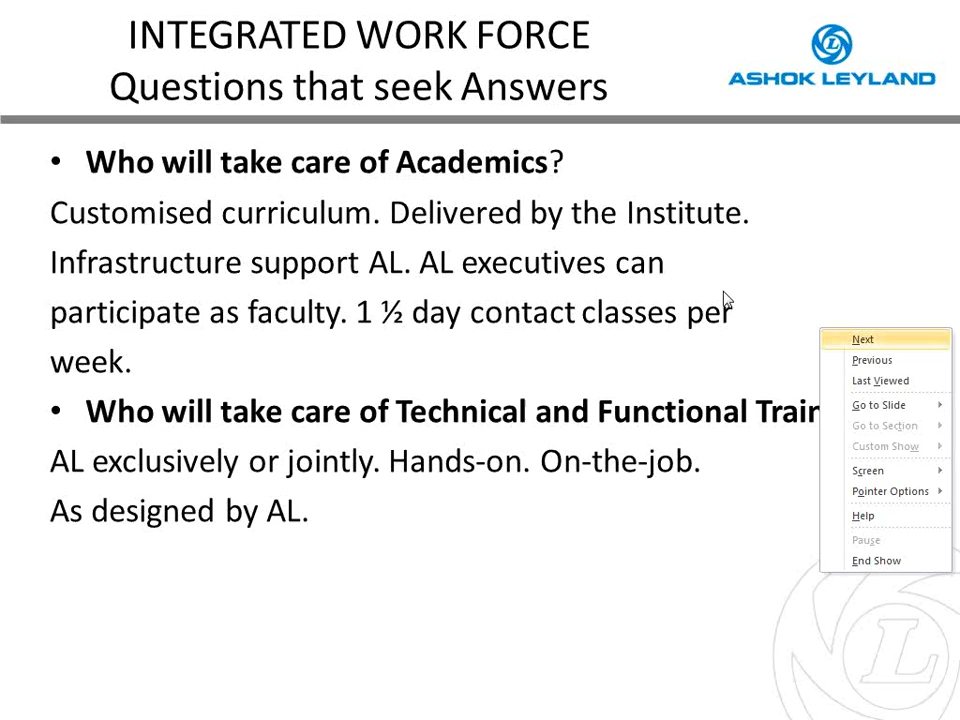 INTEGRATED WORK FORCE
Questions that seek Answers
ASHOK LEYLAND
• Who will take care of Academics?
Customised curriculum. Delivered by the Institute.
Infrastructure support AL. AL executives can
participate as faculty. 1 ½ day contact classes per
week.
• Who will take care of Technical and Functional Train
AL exclusively or jointly. Hands-on. On-the-job.
As designed by AL.
Next
Previous
Last Viewed
Go to Slide
Go to Section
Custom Show
Screen
Pointer Options
Help
Pause
End Show
L